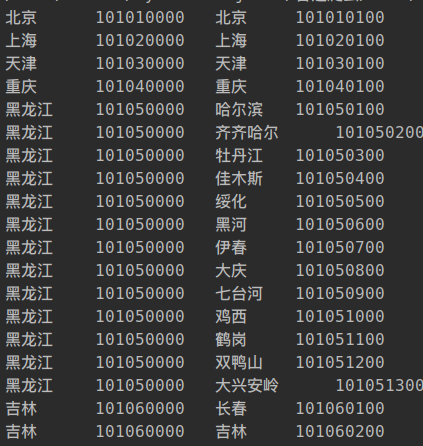 北京 101010000 北京 101010100
上海 101020000 上海 101020100
天津 101030000 天津 101030100
重庆 101040000 重庆 101040100
黑龙江 101050000 哈尔滨 101050100
黑龙江 101050000 齐齐哈尔 101050200
黑龙江 101050000 牡丹江 101050300
黑龙江 101050000 佳木斯 101050400
黑龙江 101050000 绥化 101050500
黑龙江 101050000 黑河 101050600
黑龙江 101050000 伊春 101050700
黑龙江 101050000 大庆 101050800
黑龙江 101050000 七台河 101050900
黑龙江 101050000 鸡西 101051000
黑龙江 101050000 鹤岗 101051100
黑龙江 101050000 双鸭山 101051200
黑龙江 101050000 大兴安岭 101051300
吉林 101060000 长春 101060100
吉林 101060000 吉林 101060200